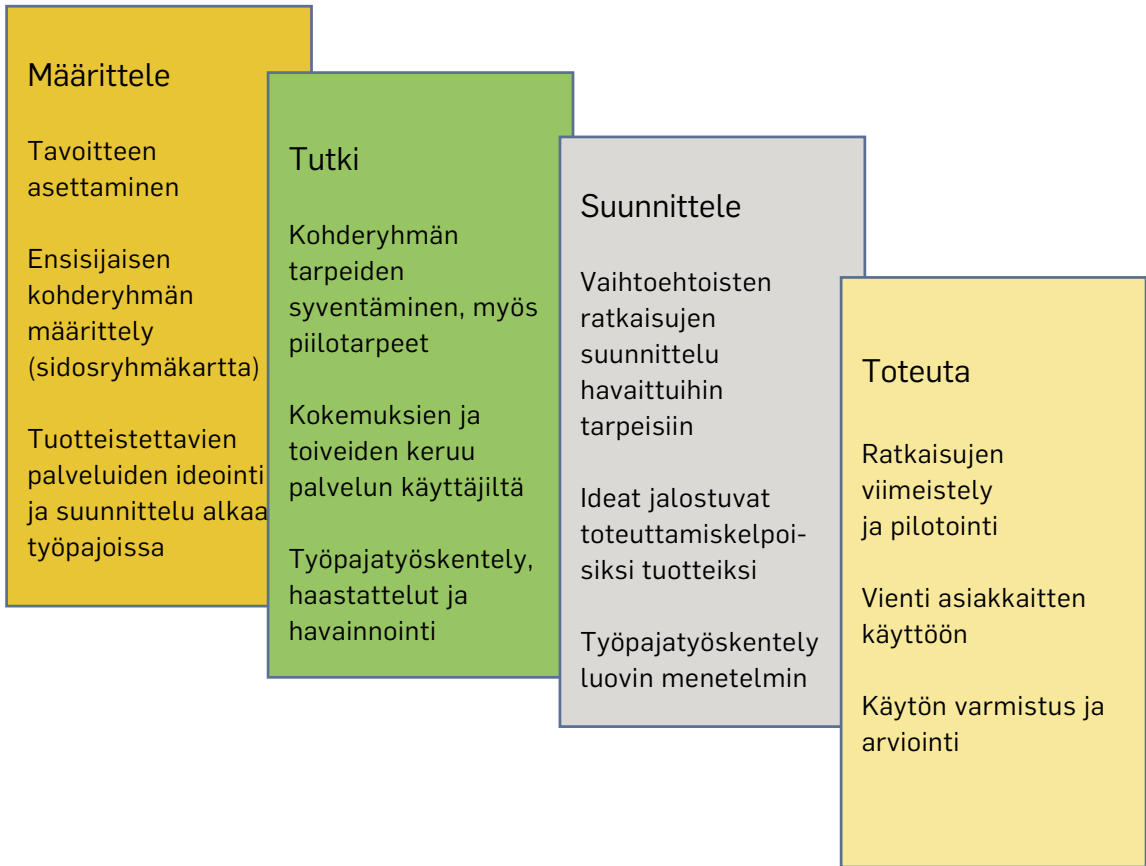 Määrittele
Tavoitteen
asettaminen
Ensisijaisen
kohderyhmän
määrittely
(sidosryhmäkartta)
Tuotteistettavien
palveluiden ideointi
ja suunnittelu alkaa
työpajoissa
Tutki
Kohderyhmän
tarpeiden
syventäminen, myös
piilotarpeet
Kokemuksien ja
toiveiden keruu
palvelun käyttäjiltä
Työpajatyöskentely,
haastattelut ja
havainnointi
Suunnittele
Vaihtoehtoisten
ratkaisujen
suunnittelu
havaittuihin
tarpeisiin
Ideat jalostuvat
toteuttamiskelpoi-
siksi tuotteiksi
Työpajatyöskentely
luovin menetelmin
Toteuta
Ratkaisujen
viimeistely
ja pilotointi
Vienti asiakkaitten
käyttöön
Käytön varmistus ja
arviointi